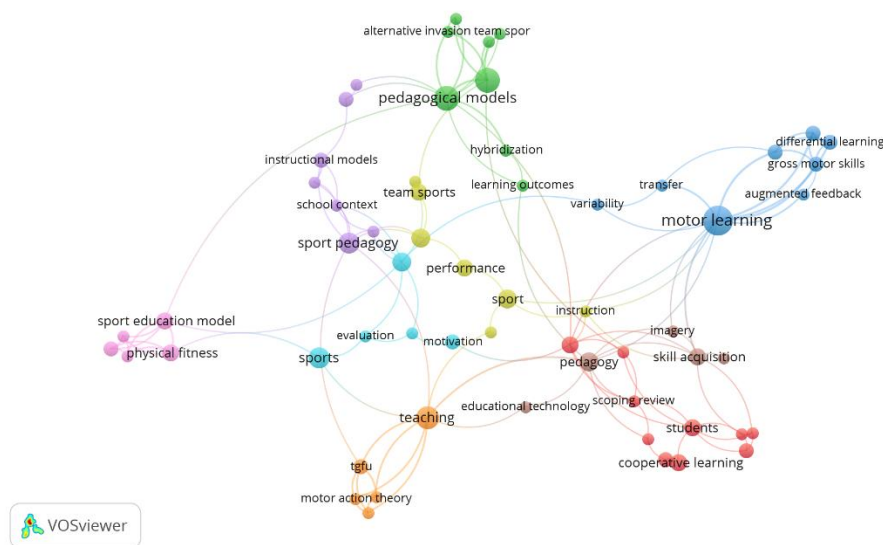 alternative invasion team spor
pedagogical models
hybridization
differential learning
gross motor skills
instructional models
team sports
learning outcomes
transfer
augmented feedback
school context
variability
motor learning
sport pedagogy
performance
sport
instruction
sport education model
imagery
evaluation
motivation
physical fitness
sports
pedagogy
skill acquisition
educational technology
scoping review
teaching
students
cooperative learning
tgfu
motor action theory
VOSviewer